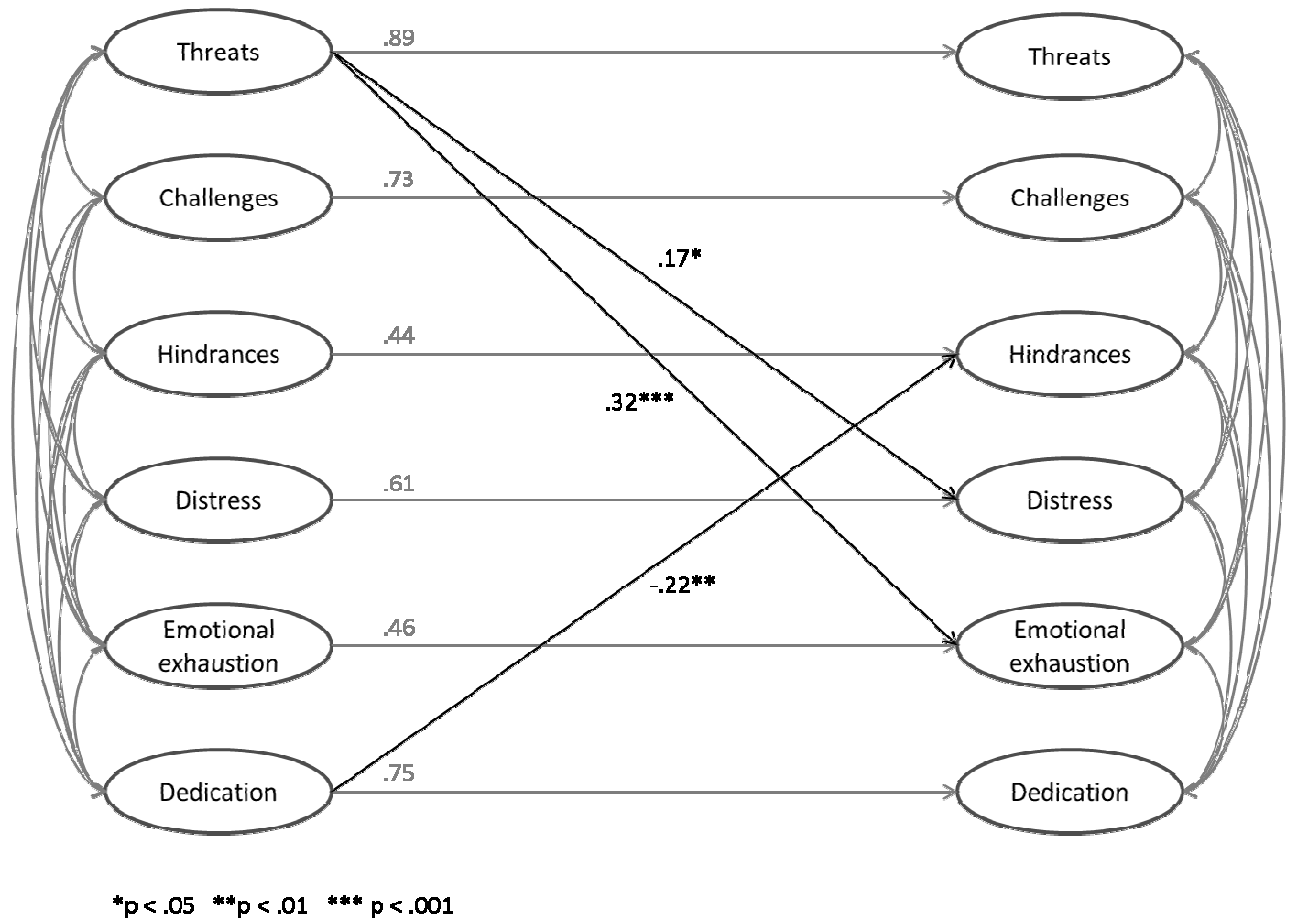 Threats
.89
Threats
Challenges
.73
Challenges
.17*
Hindrances
.44
Hindrances
.32***
Distress
.61
Distress
-.22**
Emotional
exhaustion
.46
Emotional
exhaustion
Dedication
.75
Dedication
*p < .05 **p < .01 *** p < .001